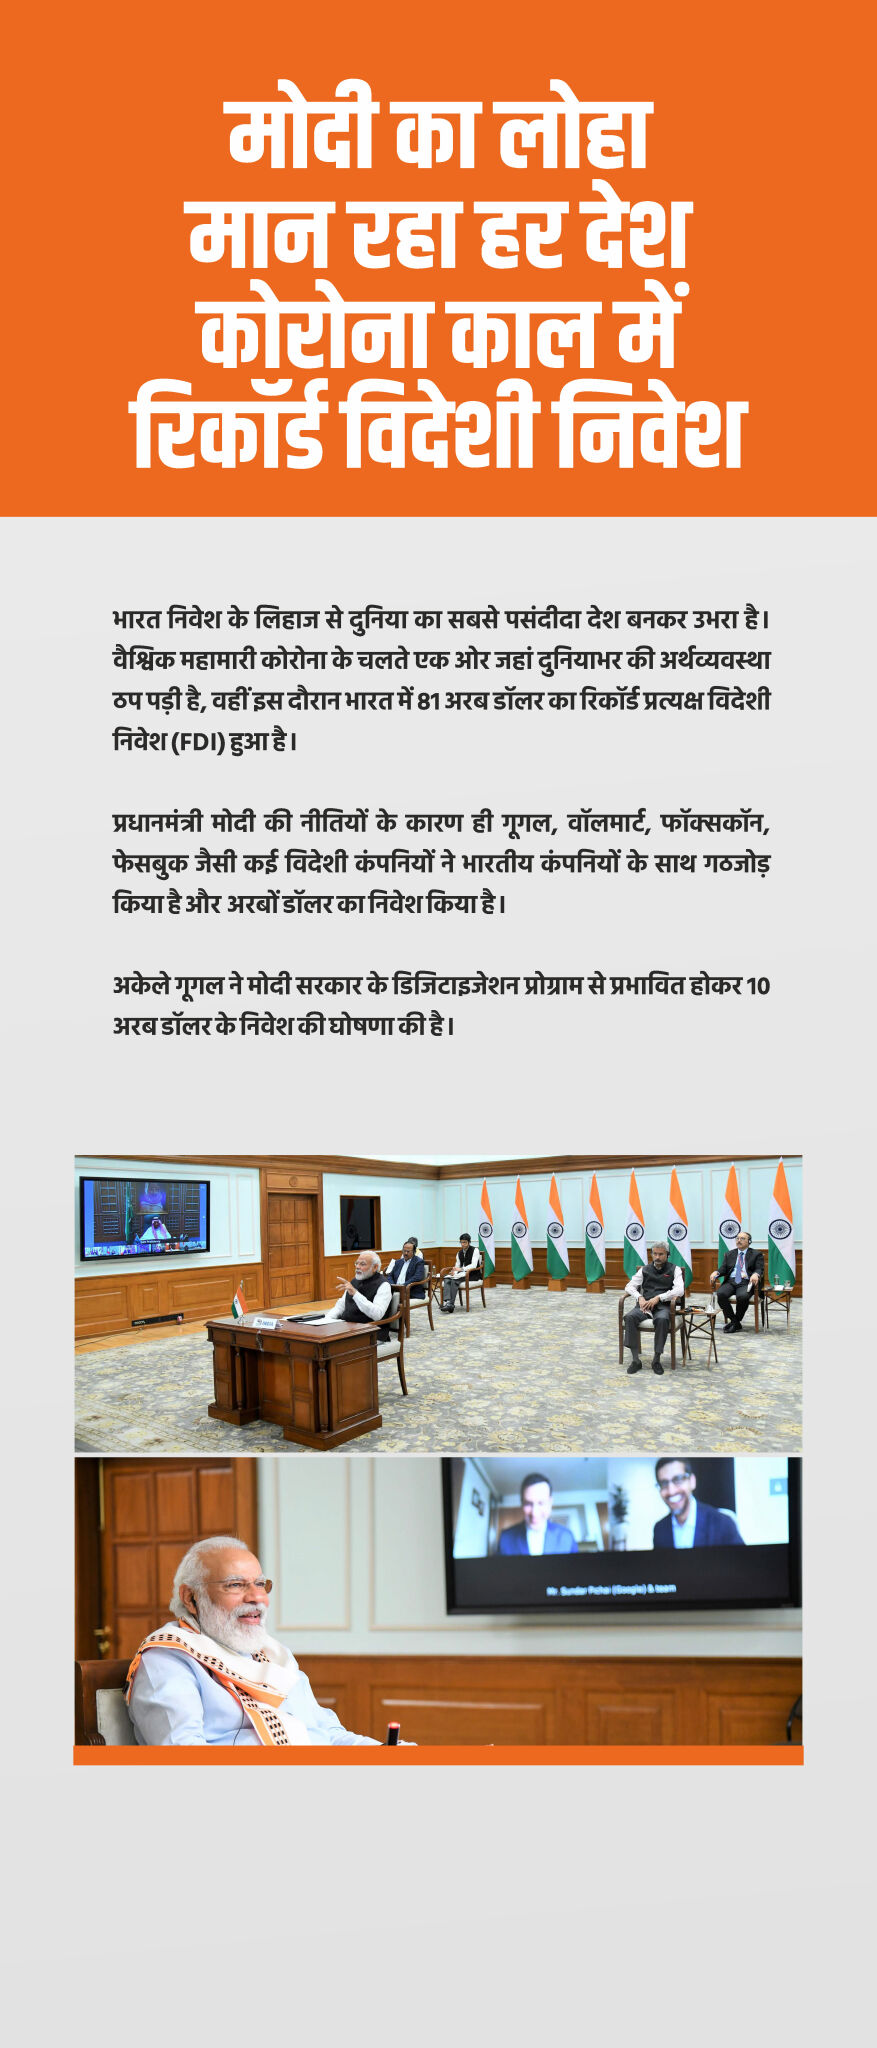 मोदी का लोहा
मान रहा हर देश
कोरोना काल में
रिकॉर्ड विदेशी निवेश
भारत निवेश के लिहाज से दुनिया का सबसे पसंदीदा देश बनकर उभरा है।
वैश्विक महामारी कोरोना के चलते एक ओर जहां दुनियाभर की अर्थव्यवस्था
ठप पड़ी है, वहीं इस दौरान भारत में 81 अरब डॉलर का रिकॉर्ड प्रत्यक्ष विदेशी
निवेश (FDI) हुआ है।
प्रधानमंत्री मोदी की नीतियों के कारण ही गूगल, वॉलमार्ट, फॉक्सकॉन,
फेसबुक जैसी कई विदेशी कंपनियों ने भारतीय कंपनियों के साथ गठजोड़
किया है और अरबों डॉलर का निवेश किया है।
अकेले गूगल ने मोदी सरकार के डिजिटाइजेशन प्रोग्राम से प्रभावित होकर 10
अरब डॉलर के निवेश की घोषणा की है।
Mr. Sundar Pichai (Google) & team